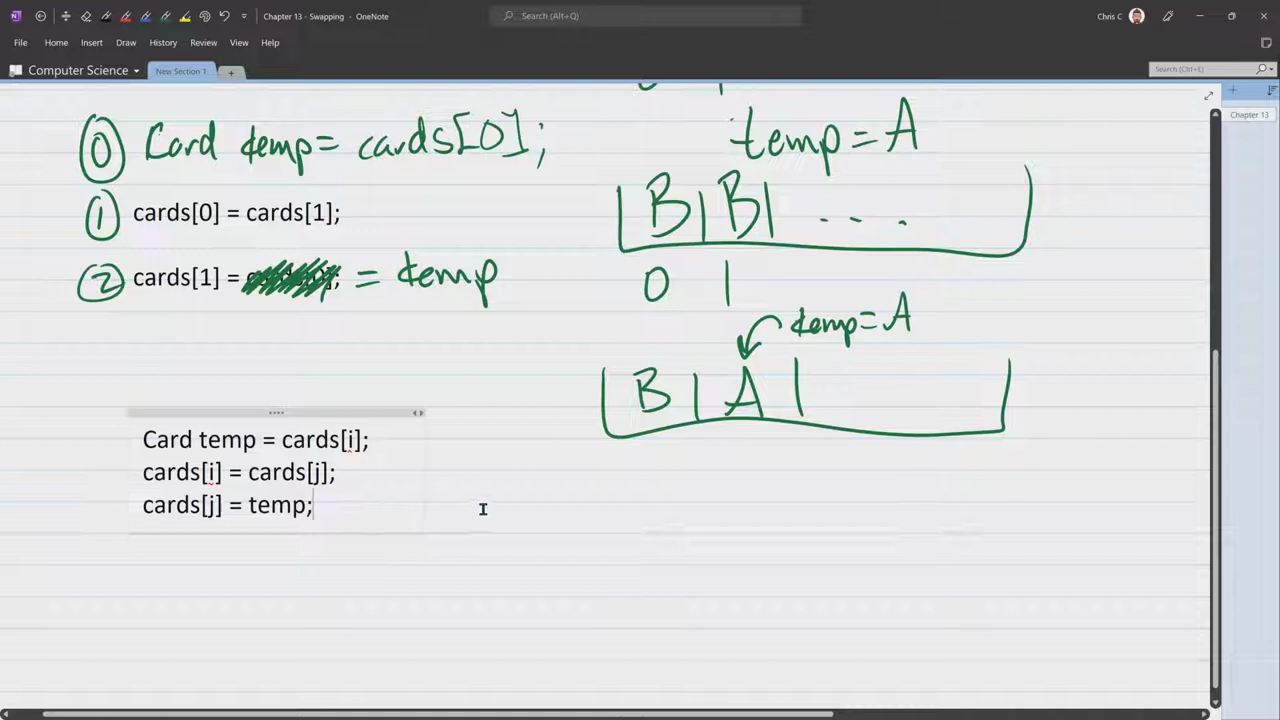 Chapter 13 - Swapping - OneNote
Search (Alt+Q)
Chris C
File Home Insert Draw History Review View Help
Computer Science
New Section 1
+
Search (Ctrl+E)
Chapter 13
0 Card temp= cards[0];
1 cards[0] = cards[1];
2 cards[1] = = temp
temp = A
B B . . .
0 1
temp=A
B A
Card temp = cards[i];
cards[i] = cards[j];
cards[j] = temp;